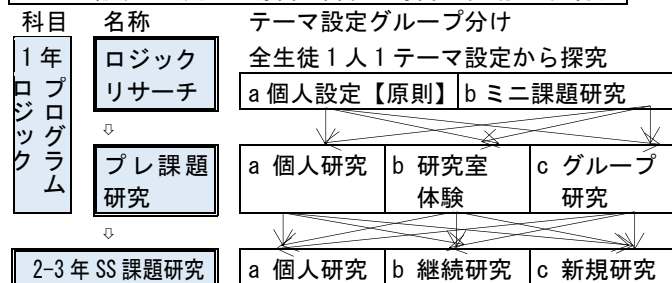 科目 名称 テーマ設定グループ分け
1年
ロジック
プログラム
ロジック
リサーチ
全生徒1人1テーマ設定から探究
a個人設定【原則】 bミニ課題研究
⇩
プレ課題
研究
a 個人研究 b 研究室
体験 c グループ
研究
⇩
2-3年SS課題研究 a 個人研究 b 継続研究 c 新規研究